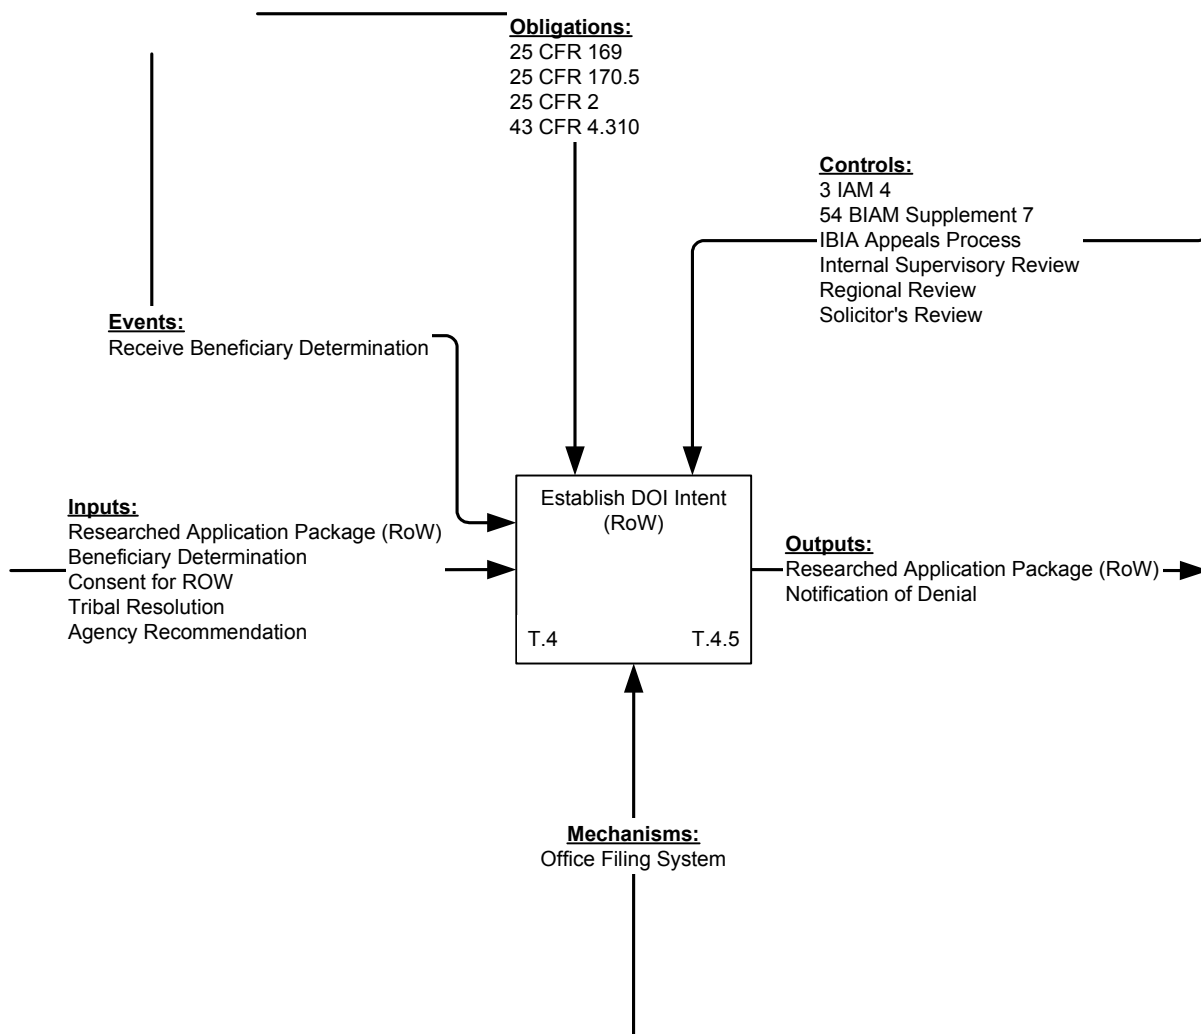 Obligations:
25 CFR 169
25 CFR 170.5
25 CFR 2
43 CFR 4.310
Controls:
3 IAM 4
54 BIAM Supplement 7
IBIA Appeals Process
Internal Supervisory Review
Regional Review
Solicitor's Review
Events:
Receive Beneficiary Determination
Inputs:
Researched Application Package (RoW)
Beneficiary Determination
Consent for ROW
Tribal Resolution
Agency Recommendation
Establish DOI Intent
(RoW)
T.4 T.4.5
Outputs:
Researched Application Package (RoW)
Notification of Denial
Mechanisms:
Office Filing System